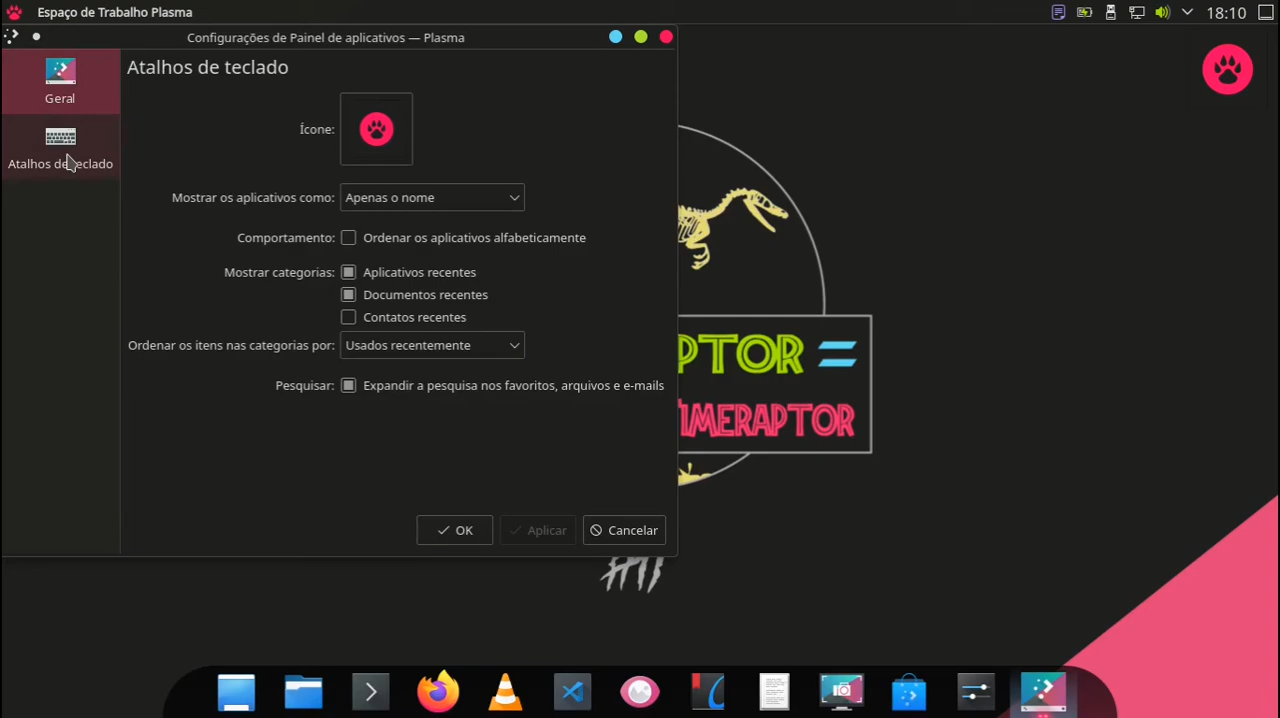 Espaço de Trabalho Plasma
18:10
Configurações de Painel de aplicativos — Plasma
Geral
Atalhos de teclado
Atalhos de teclado
Ícone:
Mostrar os aplicativos como: Apenas o nome
Comportamento: Ordenar os aplicativos alfabeticamente
Mostrar categorias: Aplicativos recentes
Documentos recentes
Contatos recentes
Ordenar os itens nas categorias por: Usados recentemente
Pesquisar: Expandir a pesquisa nos favoritos, arquivos e e-mails
OK Aplicar Cancelar
PTOR =
IMERAPTOR